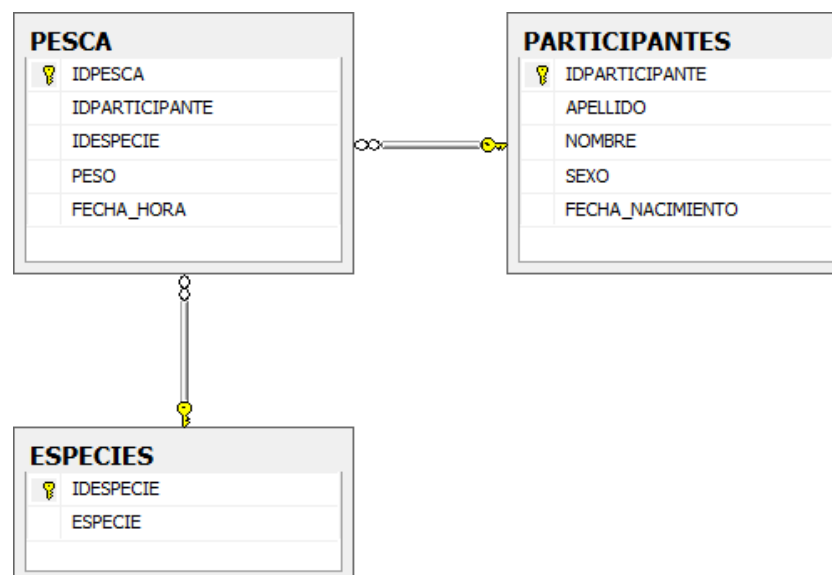 PESCA
IDPESCA
IDPARTICIPANTE
IDESPECIE
PESO
FECHA_HORA
PARTICIPANTES
IDPARTICIPANTE
APELLIDO
NOMBRE
SEXO
FECHA_NACIMIENTO
ESPECIES
IDESPECIE
ESPECIE